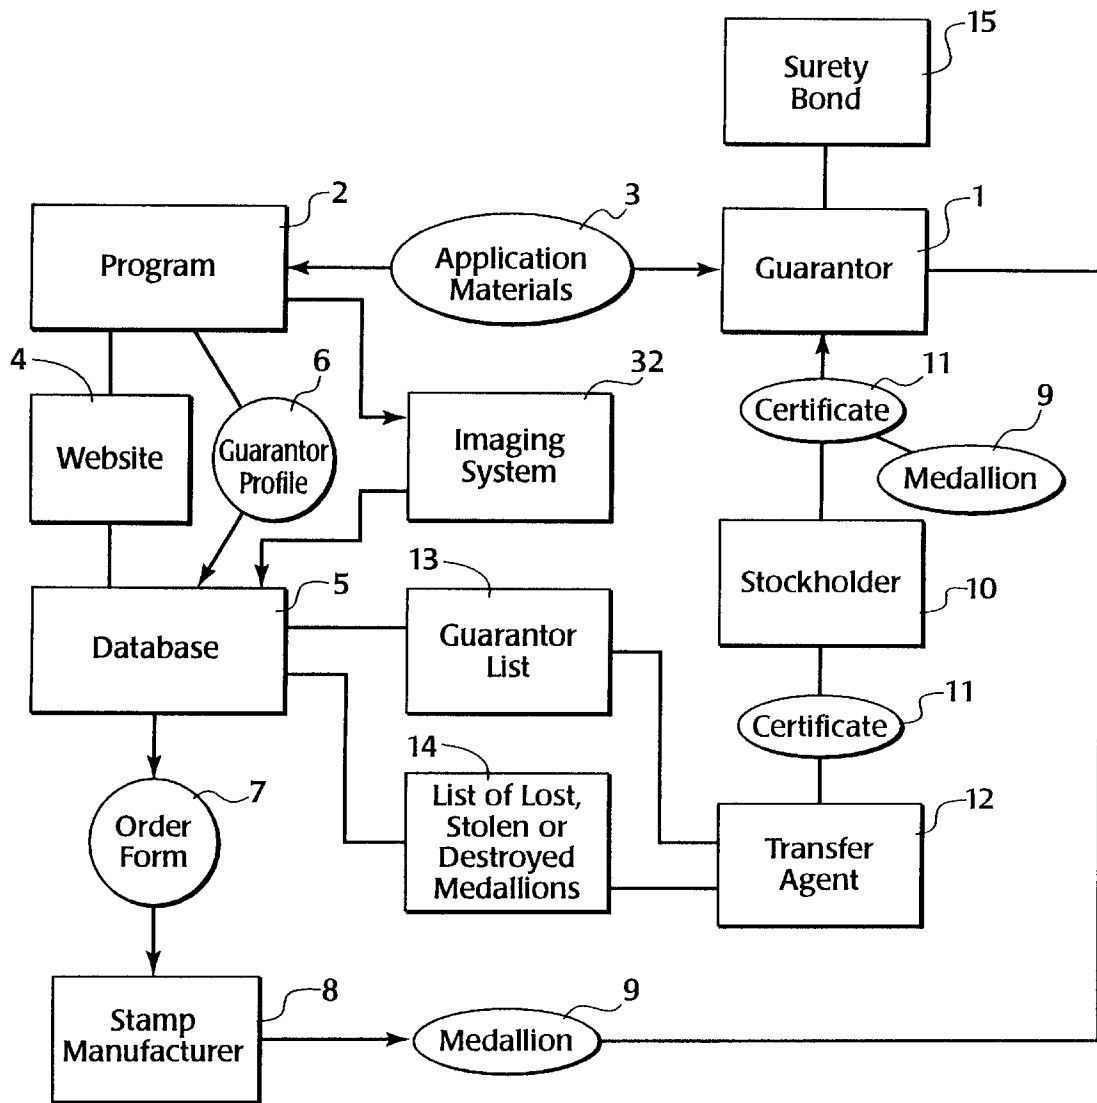 15
Surety
Bond
2
Program
3
Application
Materials
1
Guarantor
4
Website
6
Guarantor
Profile
32
Imaging
System
11
Certificate
9
Medallion
5
Database
13
Guarantor
List
Stockholder
10
11
Certificate
7
Order
Form
14
List of Lost,
Stolen or
Destroyed
Medallions
12
Transfer
Agent
8
Stamp
Manufacturer
9
Medallion